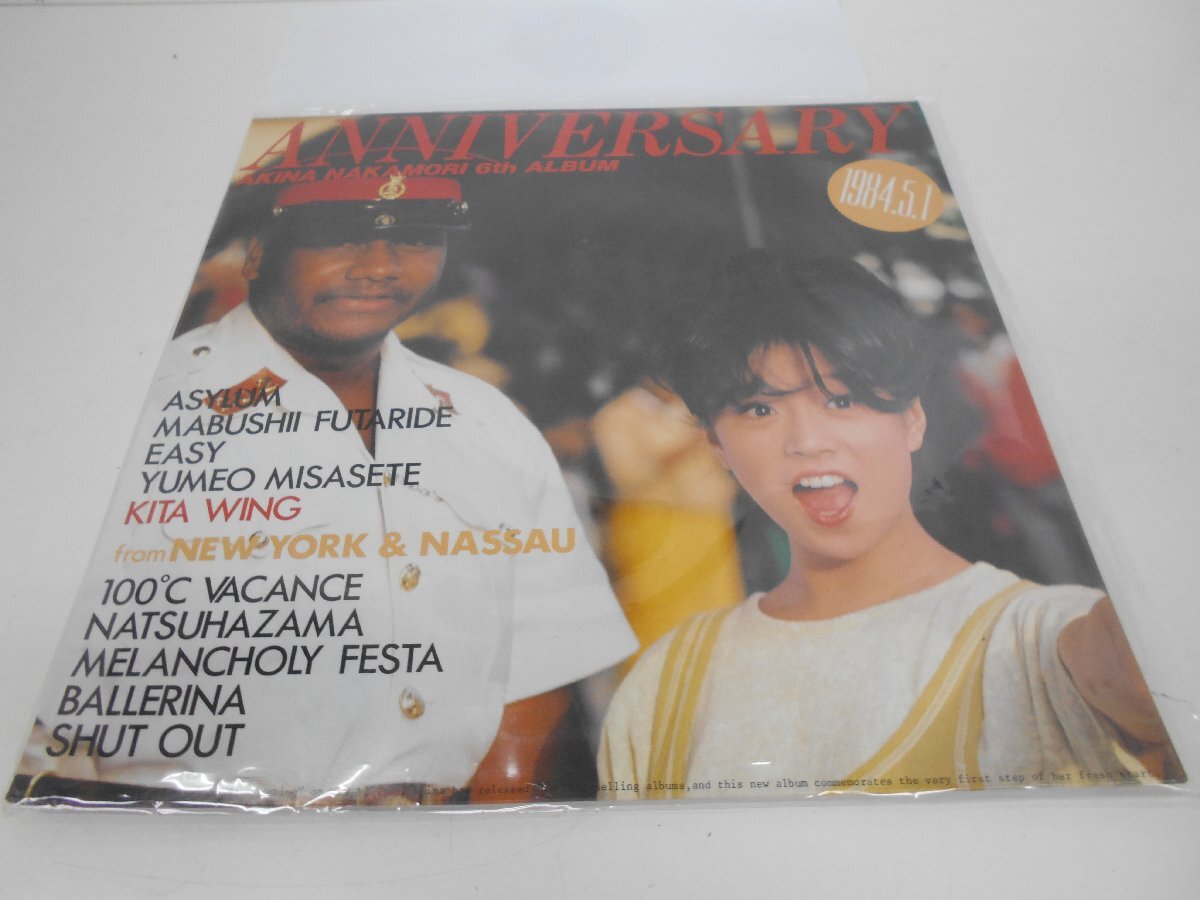 ANNIVERSARY
AKINA NAKAMORI 6th ALBUM
1984.5.1
ASYLUM
MABUSHII FUTARIDE
EASY
YUMEO MISASETE
KITA WING
from NEW YORK & NASSAU
100°C VACANCE
NATSUHAZAMA
MELANCHOLY FESTA
BALLERINA
SHUT OUT
released selling albums,and this new album commemorates the very first step of her fresh